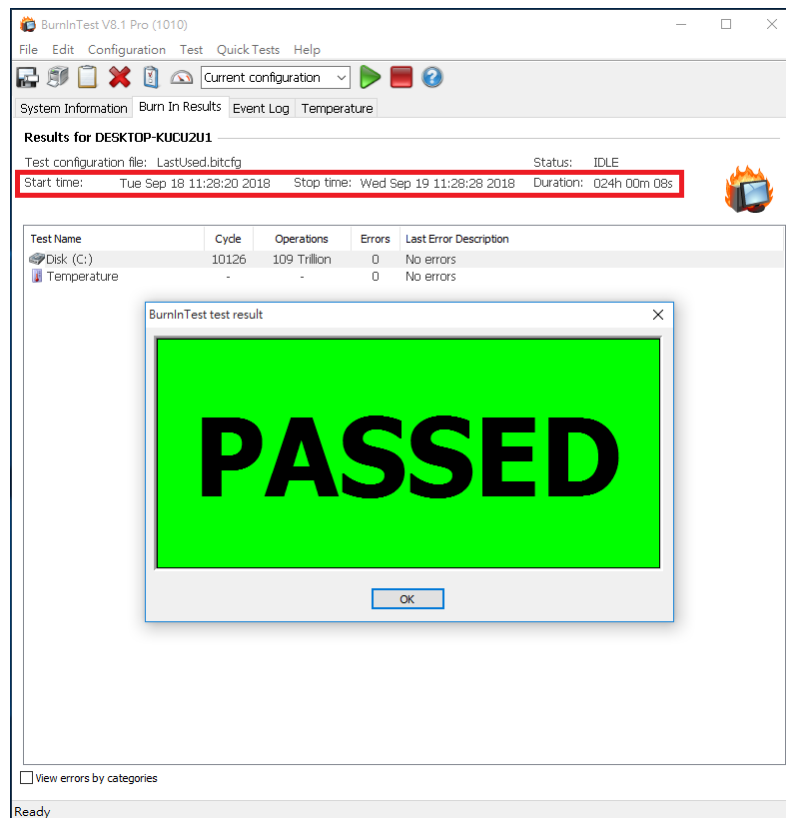 BurnInTest V8.1 Pro (1010)
File Edit Configuration Test Quick Tests Help
Current configuration
System Information Burn In Results Event Log Temperature
Results for DESKTOP-KUCU2U1
Test configuration file: LastUsed.bitcfg Status: IDLE
Start time: Tue Sep 18 11:28:20 2018 Stop time: Wed Sep 19 11:28:28 2018 Duration: 024h 00m 08s
Test Name Cycle Operations Errors Last Error Description
Disk (C:) 10126 109 Trillion 0 No errors
Temperature - - 0 No errors
BurnInTest test result
PASSED
OK
View errors by categories
Ready